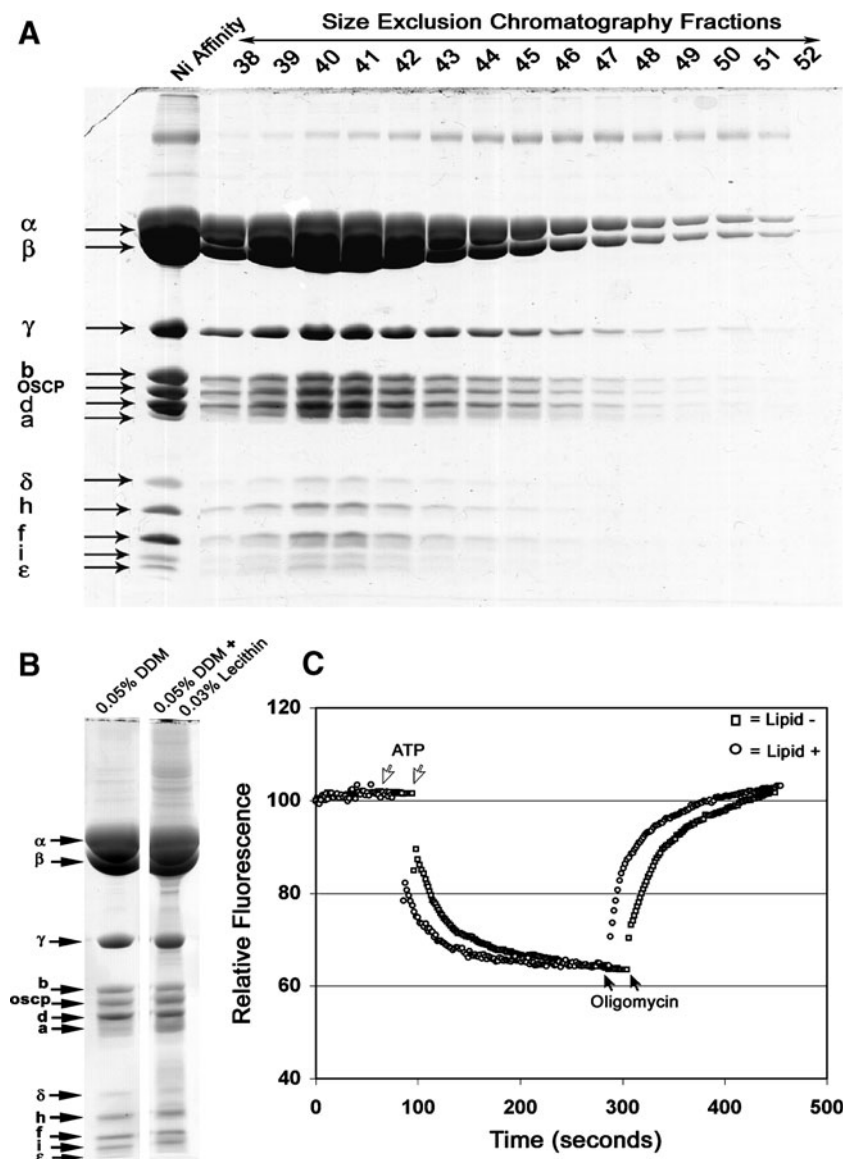 A
Size Exclusion Chromatography Fractions
Ni Affinity 38 39 40 41 42 43 44 45 46 47 48 49 50 51 52
α
β
γ
b
OSCP
d
a
δ
h
f
i
ε
B
0.05% DDM
0.05% DDM +
0.03% Lecithin
α
β
γ
b
oscp
d
a
δ
h
f
i
ε
C
120
100
80
60
40
Relative Fluorescence
ATP
= Lipid -
= Lipid +
Oligomycin
0 100 200 300 400 500
Time (seconds)